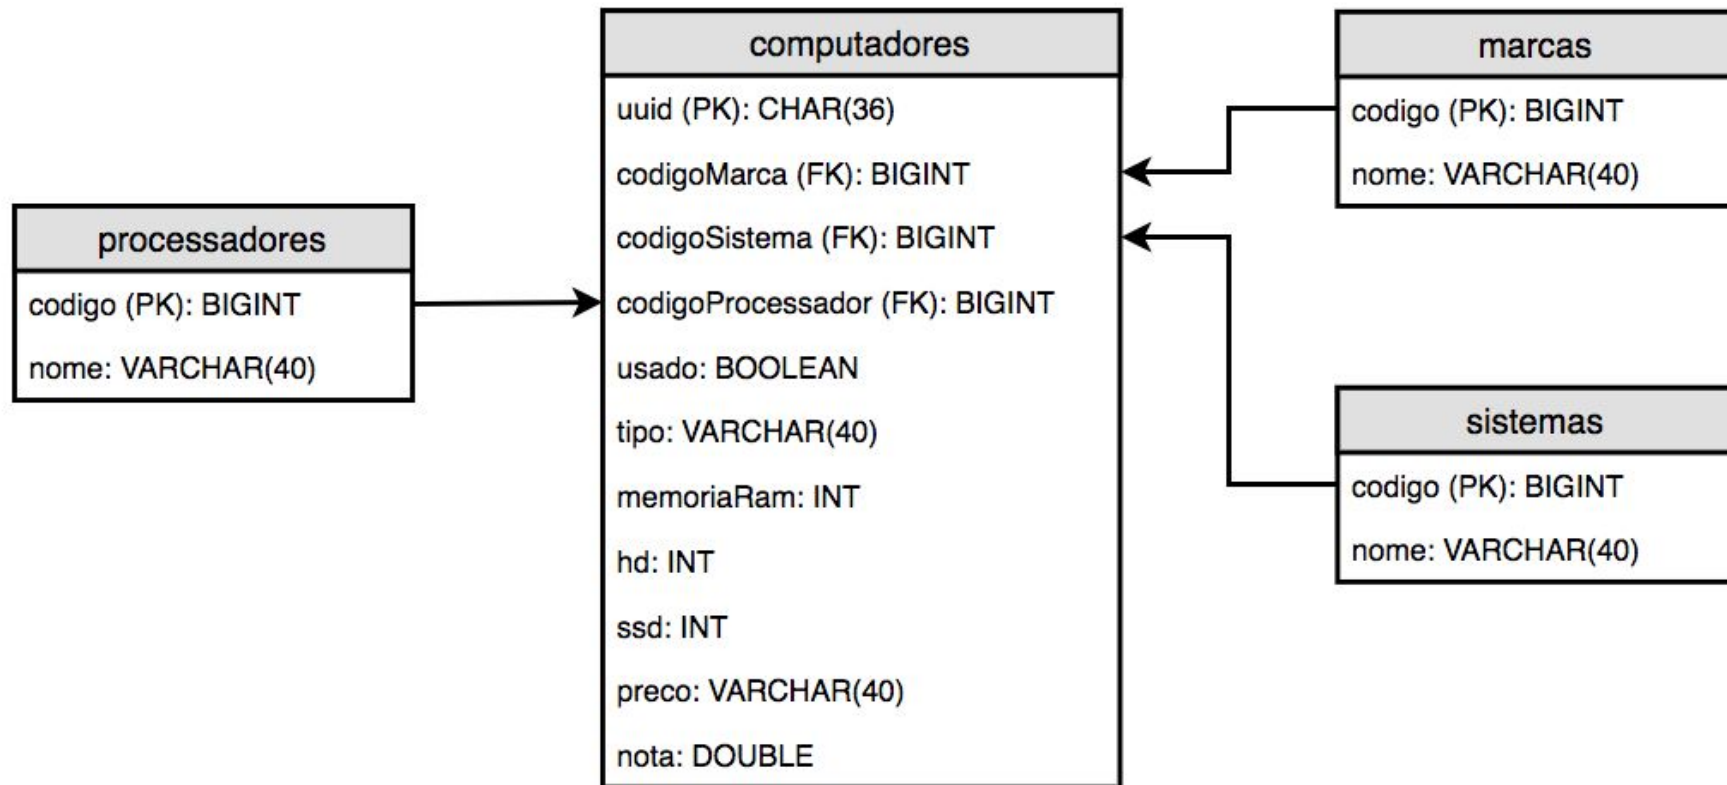 processadores
codigo (PK): BIGINT
nome: VARCHAR(40)
computadores
uuid (PK): CHAR(36)
codigoMarca (FK): BIGINT
codigoSistema (FK): BIGINT
codigoProcessador (FK): BIGINT
usado: BOOLEAN
tipo: VARCHAR(40)
memoriaRam: INT
hd: INT
ssd: INT
preco: VARCHAR(40)
nota: DOUBLE
marcas
codigo (PK): BIGINT
nome: VARCHAR(40)
sistemas
codigo (PK): BIGINT
nome: VARCHAR(40)